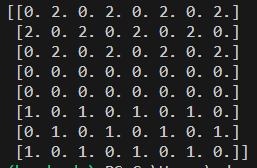 [[0. 2. 0. 2. 0. 2. 0. 2.]
[2. 0. 2. 0. 2. 0. 2. 0.]
[0. 2. 0. 2. 0. 2. 0. 2.]
[0. 0. 0. 0. 0. 0. 0. 0.]
[0. 0. 0. 0. 0. 0. 0. 0.]
[1. 0. 1. 0. 1. 0. 1. 0.]
[0. 1. 0. 1. 0. 1. 0. 1.]
[1. 0. 1. 0. 1. 0. 1. 0.]]